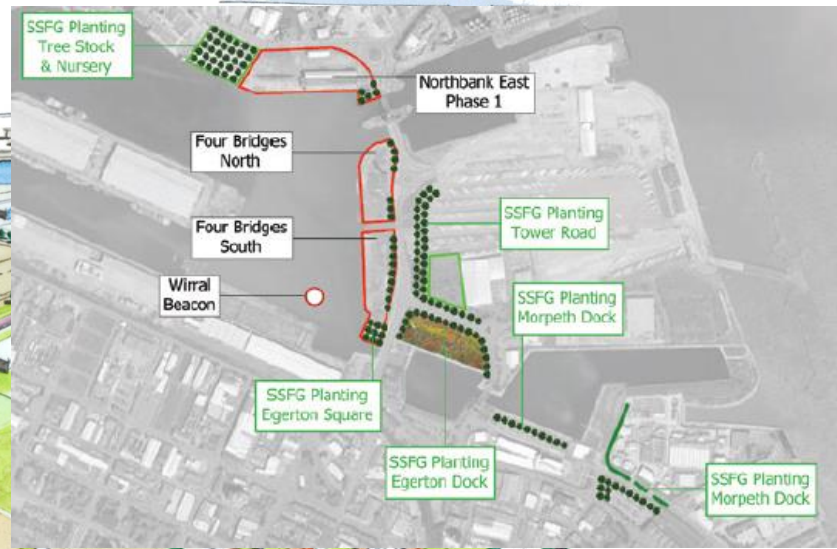 SSFG Planting
Tree Stock
& Nursery
Northbank East
Phase 1
Four Bridges
North
Four Bridges
South
SSFG Planting
Tower Road
Wirral
Beacon
SSFG Planting
Morpeth Dock
SSFG Planting
Egerton Square
SSFG Planting
Egerton Dock
SSFG Planting
Morpeth Dock